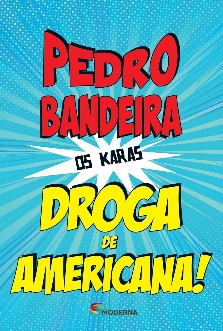 PEDRO
BANDEIRA
OS KARAS
DROGA
DE
AMERICANA!
MODERNA